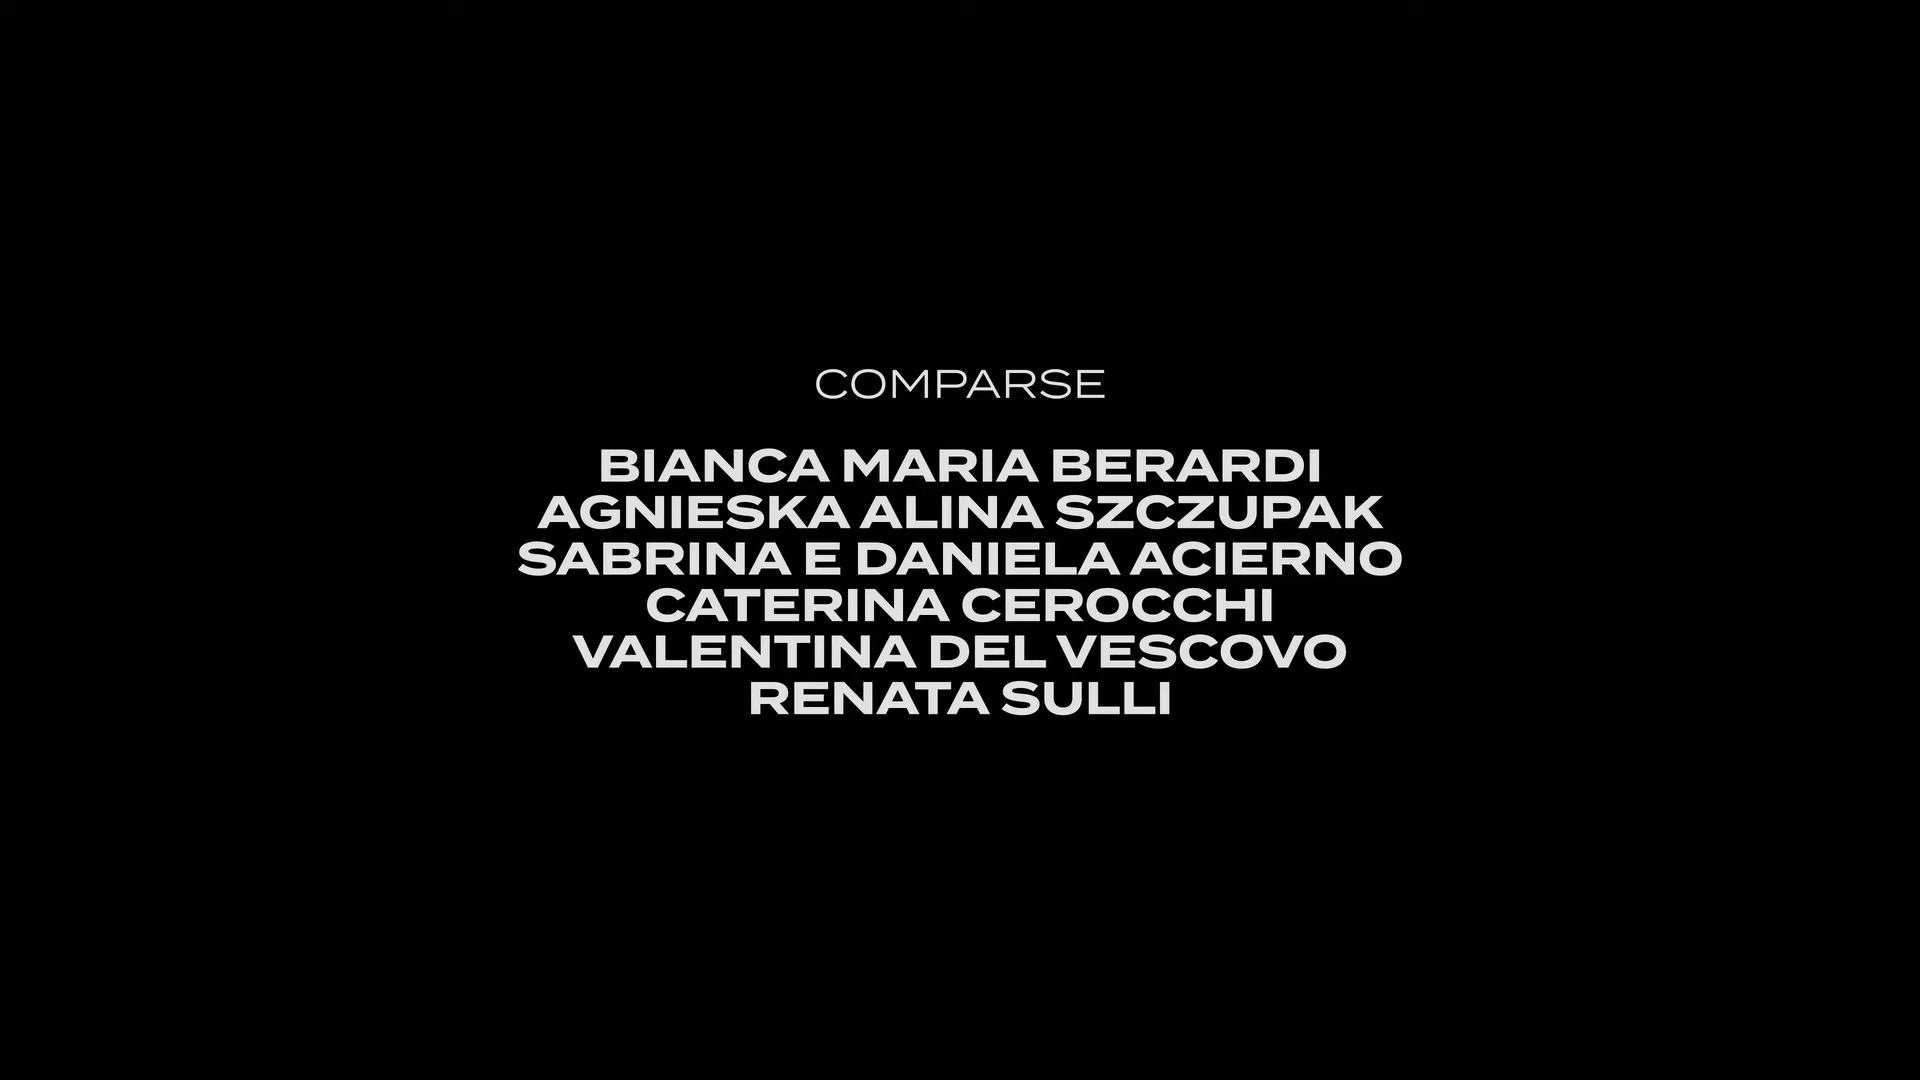 COMPARSE
BIANCA MARIA BERARDI
AGNIESKA ALINA SZCZUPAK
SABRINA E DANIELA ACIERNO
CATERINA CEROCCHI
VALENTINA DEL VESCOVO
RENATA SULLI